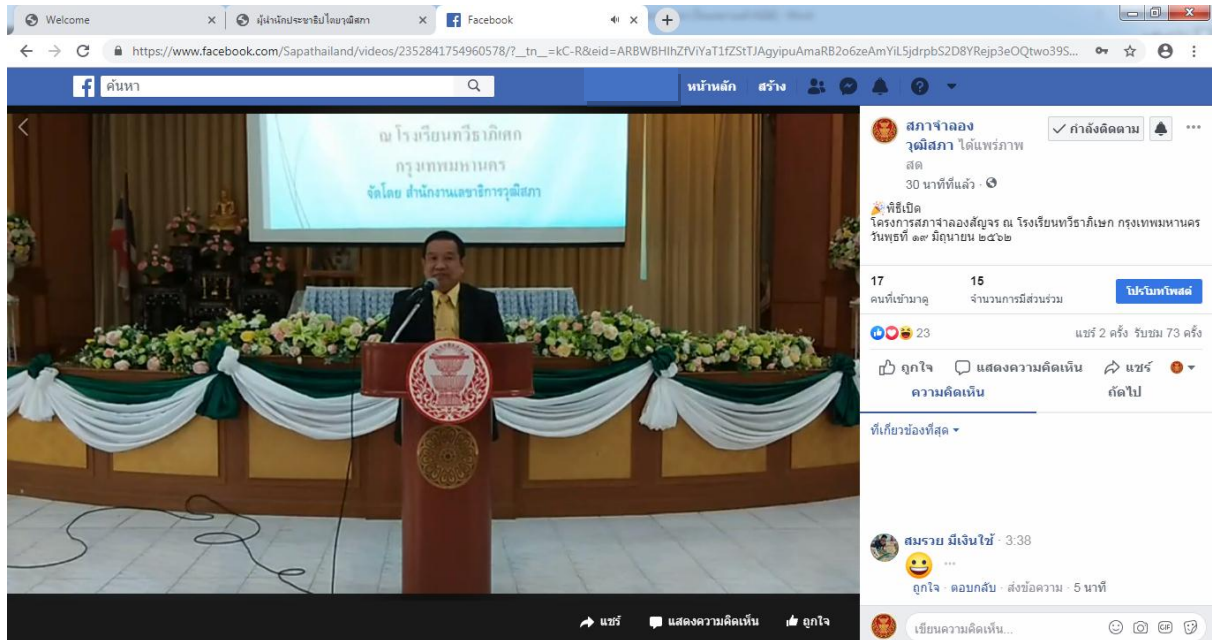 Welcome
ผู้นำนักประชาธิปไตยวุฒิสภา
Facebook
https://www.facebook.com/Sapathailand/videos/2352841754960578/?__tn__=kC-R&eid=ARBWBHIhZfViYaT1fZStTJAgyipuAmaRB2o6zeAmYiL5jdrpbS2D8YRejp3eOQtwo39S...
ค้นหา
หน้าหลัก
สร้าง
ณ โรงเรียนทวีธาภิเศก
กรุงเทพมหานคร
จัดโดย สำนักงานเลขาธิการวุฒิสภา
แชร์
แสดงความคิดเห็น
ถูกใจ
สภาจำลอง
วุฒิสภา ได้แพร่ภาพ
สด
กำลังติดตาม
30 นาทีที่แล้ว ·
พิธีเปิด
โครงการสภาจำลองสัญจร ณ โรงเรียนทวีธาภิเษก กรุงเทพมหานคร
วันพุธที่ ๑๙ มิถุนายน ๒๕๖๒
17
คนที่เข้ามาดู
15
จำนวนการมีส่วนร่วม
โปรโมทโพสต์
23
แชร์ 2 ครั้ง รับชม 73 ครั้ง
ถูกใจ
แสดงความคิดเห็น
แชร์
ความคิดเห็น
ถัดไป
ที่เกี่ยวข้องที่สุด
สมรวย มีเงินใช้ · 3:38
ถูกใจ · ตอบกลับ · ส่งข้อความ · 5 นาที
เขียนความคิดเห็น...
GIF